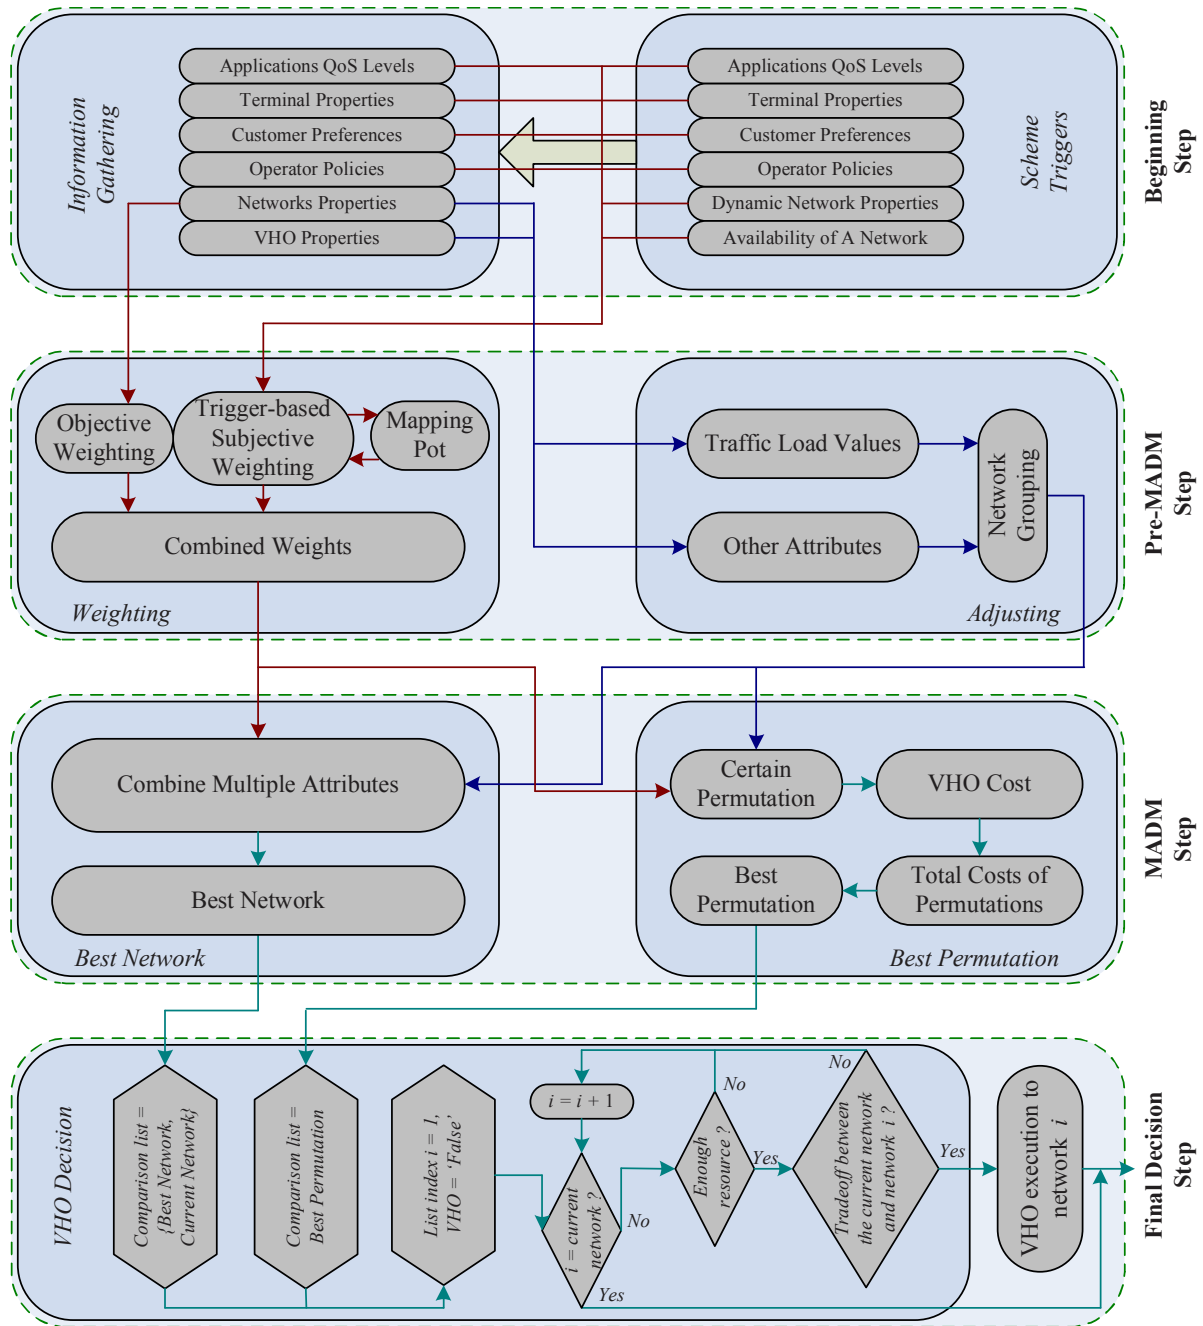 Information
Gathering
Applications QoS Levels
Terminal Properties
Customer Preferences
Operator Policies
Networks Properties
VHO Properties
Applications QoS Levels
Terminal Properties
Customer Preferences
Operator Policies
Dynamic Network Properties
Availability of A Network
Scheme
Triggers
Beginning
Step
Objective
Weighting
Trigger-based
Subjective
Weighting
Mapping
Pot
Combined Weights
Weighting
Traffic Load Values
Other Attributes
Network
Grouping
Adjusting
Pre-MADM
Step
Combine Multiple Attributes
Best Network
Best Network
Certain
Permutation
VHO Cost
Best
Permutation
Total Costs of
Permutations
Best Permutation
MADM
Step
VHO Decision
Comparison list =
{Best Network,
Current Network}
Comparison list =
Best Permutation
List index i = 1,
VHO = 'False'
i = i + 1
i = current
network ?
No
Yes
Enough
resource ?
No
Yes
Tradeoff between
the current network
and network i ?
No
Yes
VHO execution to
network i
Final Decision
Step